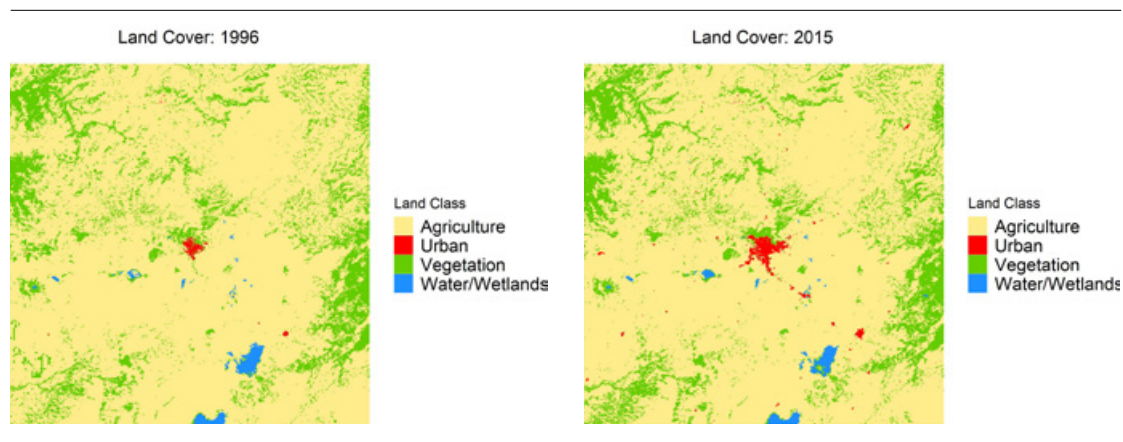 Land Cover: 1996
Land Class
Agriculture
Urban
Vegetation
Water/Wetlands
Land Cover: 2015
Land Class
Agriculture
Urban
Vegetation
Water/Wetlands